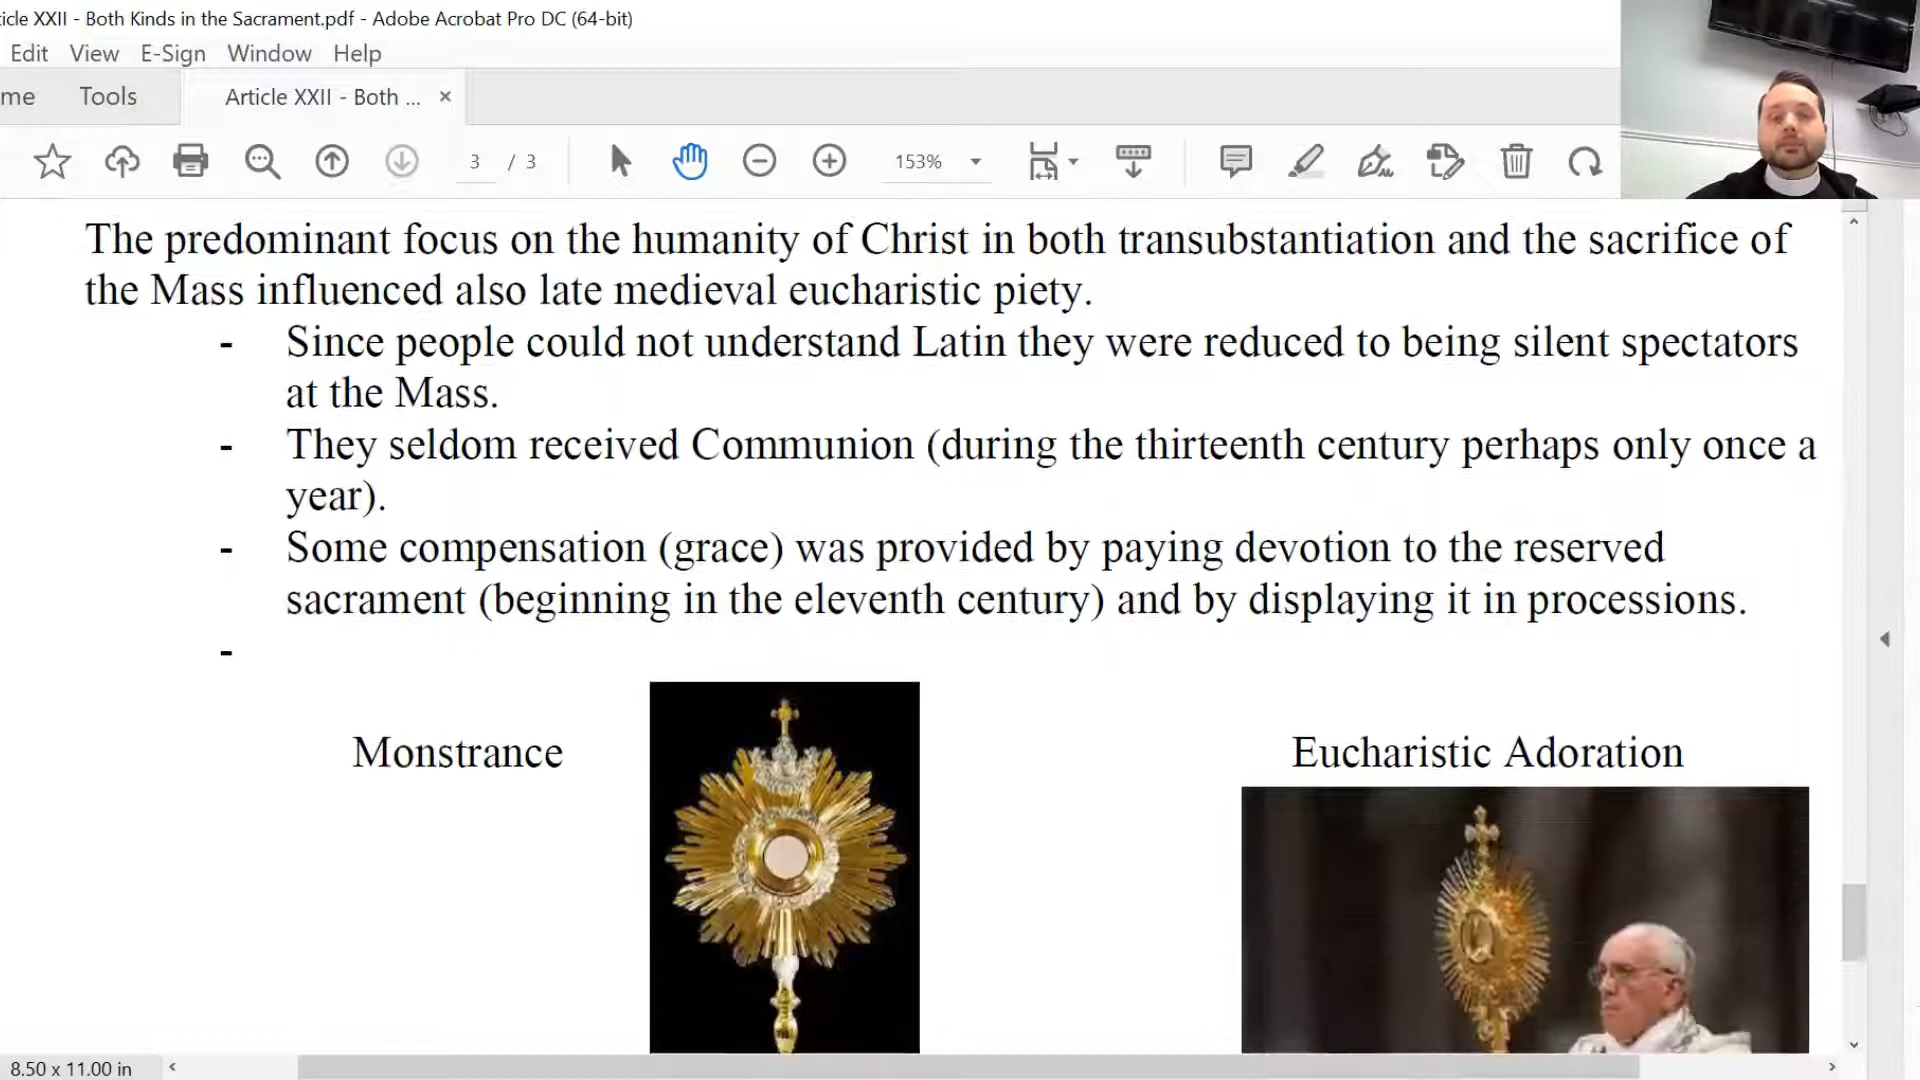 icle XXII - Both Kinds in the Sacrament.pdf - Adobe Acrobat Pro DC (64-bit)
Edit View E-Sign Window Help
me Tools Article XXII - Both ... ×
3 / 3 153%
The predominant focus on the humanity of Christ in both transubstantiation and the sacrifice of
the Mass influenced also late medieval eucharistic piety.
- Since people could not understand Latin they were reduced to being silent spectators
at the Mass.
- They seldom received Communion (during the thirteenth century perhaps only once a
year).
- Some compensation (grace) was provided by paying devotion to the reserved
sacrament (beginning in the eleventh century) and by displaying it in processions.
-
Monstrance Eucharistic Adoration
8.50 x 11.00 in